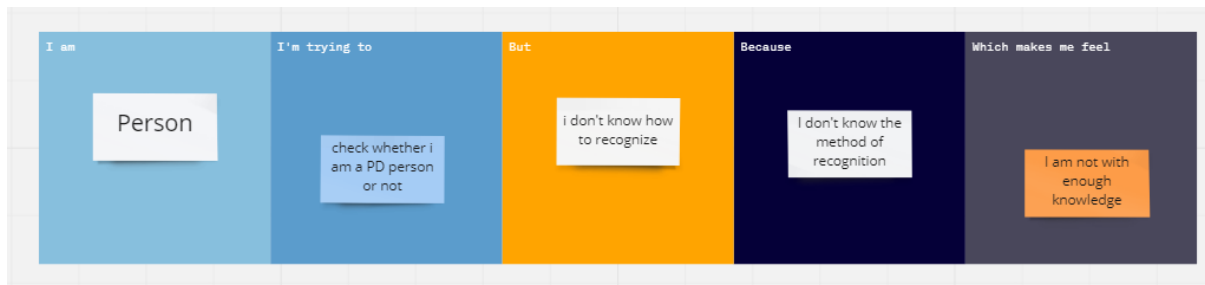 I am
I'm trying to
But
Because
Which makes me feel
Person
check whether i
am a PD person
or not
i don't know how
to recognize
I don't know the
method of
recognition
I am not with
enough
knowledge